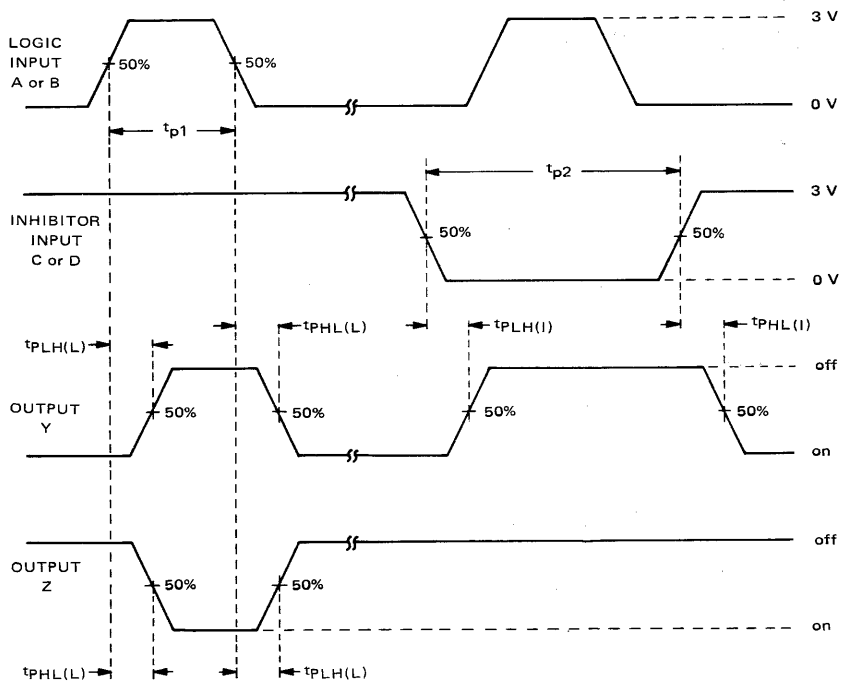 3 V
LOGIC
INPUT
A or B
50%
50%
0 V
tp1
tp2
3 V
INHIBITOR
INPUT
C or D
50%
50%
0 V
tPLH(L)
tPHL(L)
tPLH(I)
tPHL(I)
off
OUTPUT
Y
50%
50%
50%
50%
on
off
OUTPUT
Z
50%
50%
on
tPHL(L)
tPLH(L)